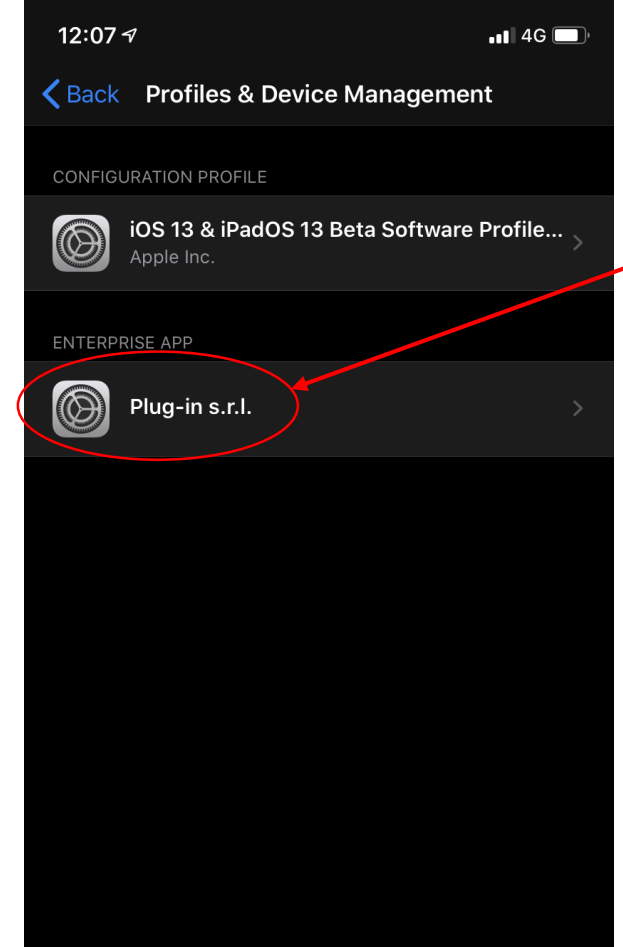 12:07 4G
Back Profiles & Device Management
CONFIGURATION PROFILE
iOS 13 & iPadOS 13 Beta Software Profile...
Apple Inc.
ENTERPRISE APP
Plug-in s.r.l.